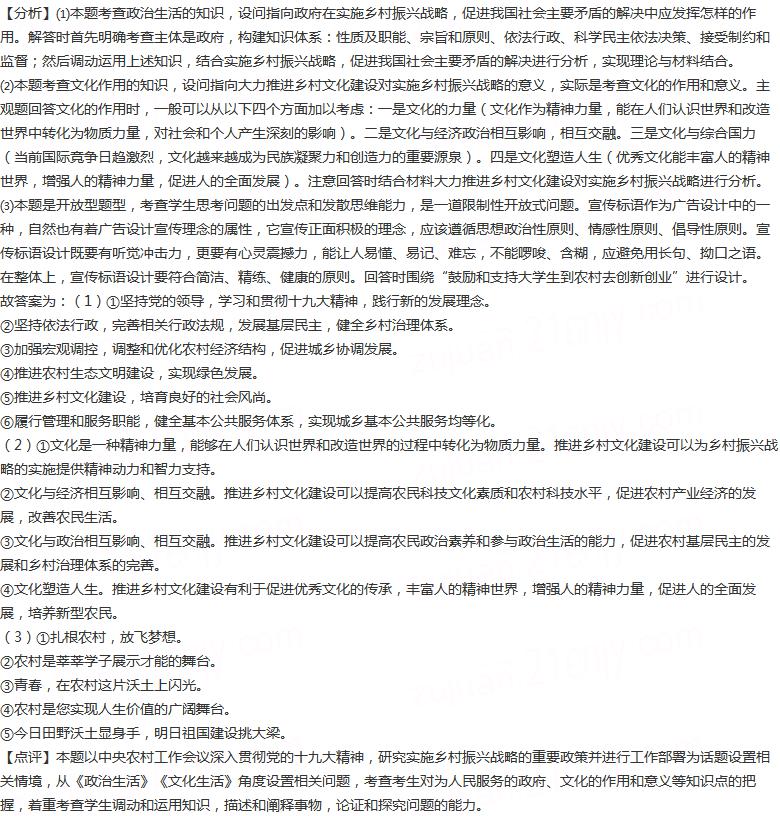 【分析】⑴本题考查政治生活的知识，设问指向政府在实施乡村振兴战略，促进我国社会主要矛盾的解决中应发挥怎样的作
用。解答时首先明确考查主体是政府，构建知识体系：性质及职能、宗旨和原则、依法行政、科学民主依法决策、接受制约和
监督；然后调动运用上述知识，结合实施乡村振兴战略，促进我国社会主要矛盾的解决进行分析，实现理论与材料结合。
⑵本题考查文化作用的知识，设问指向大力推进乡村文化建设对实施乡村振兴战略的意义，实际是考查文化的作用和意义。主
观题回答文化的作用时，一般可以从以下四个方面加以考虑：一是文化的力量（文化作为精神力量，能在人们认识世界和改造
世界中转化为物质力量，对社会和个人产生深刻的影响）。二是文化与经济政治相互影响，相互交融。三是文化与综合国力
（当前国际竞争日趋激烈，文化越来越成为民族凝聚力和创造力的重要源泉）。四是文化塑造人生（优秀文化能丰富人的精神
世界，增强人的精神力量，促进人的全面发展）。注意回答时结合材料大力推进乡村文化建设对实施乡村振兴战略进行分析。
⑶本题是开放型题型，考查学生思考问题的出发点和发散思维能力，是一道限制性开放式问题。宣传标语作为广告设计中的一
种，自然也有着广告设计宣传理念的属性，它宣传正面积极的理念，应该遵循思想政治性原则、情感性原则、倡导性原则。宣
传标语设计既要有听觉冲击力，更要有心灵震撼力，能让人易懂、易记、难忘，不能啰唆、含糊，应避免用长句、拗口之语。
在整体上，宣传标语设计要符合简洁、精练、健康的原则。回答时围绕“鼓励和支持大学生到农村去创新创业”进行设计。
故答案为：（1）①坚持党的领导，学习和贯彻十九大精神，践行新的发展理念。
②坚持依法行政，完善相关行政法规，发展基层民主，健全乡村治理体系。
③加强宏观调控，调整和优化农村经济结构，促进城乡协调发展。
④推进农村生态文明建设，实现绿色发展。
⑤推进乡村文化建设，培育良好的社会风尚。
⑥履行管理和服务职能，健全基本公共服务体系，实现城乡基本公共服务均等化。
（2）①文化是一种精神力量，能够在人们认识世界和改造世界的过程中转化为物质力量。推进乡村文化建设可以为乡村振兴战
略的实施提供精神动力和智力支持。
②文化与经济相互影响、相互交融。推进乡村文化建设可以提高农民科技文化素质和农村科技水平，促进农村产业经济的发
展，改善农民生活。
③文化与政治相互影响、相互交融。推进乡村文化建设可以提高农民政治素养和参与政治生活的能力，促进农村基层民主的发
展和乡村治理体系的完善。
④文化塑造人生。推进乡村文化建设有利于促进优秀文化的传承，丰富人的精神世界，增强人的精神力量，促进人的全面发
展，培养新型农民。
（3）①扎根农村，放飞梦想。
②农村是莘莘学子展示才能的舞台。
③青春，在农村这片沃土上闪光。
④农村是您实现人生价值的广阔舞台。
⑤今日田野沃土显身手，明日祖国建设挑大梁。
【点评】本题以中央农村工作会议深入贯彻党的十九大精神，研究实施乡村振兴战略的重要政策并进行工作部署为话题设置相
关情境，从《政治生活》《文化生活》角度设置相关问题，考查考生对为人民服务的政府、文化的作用和意义等知识点的把
握，着重考查学生调动和运用知识，描述和阐释事物，论证和探究问题的能力。